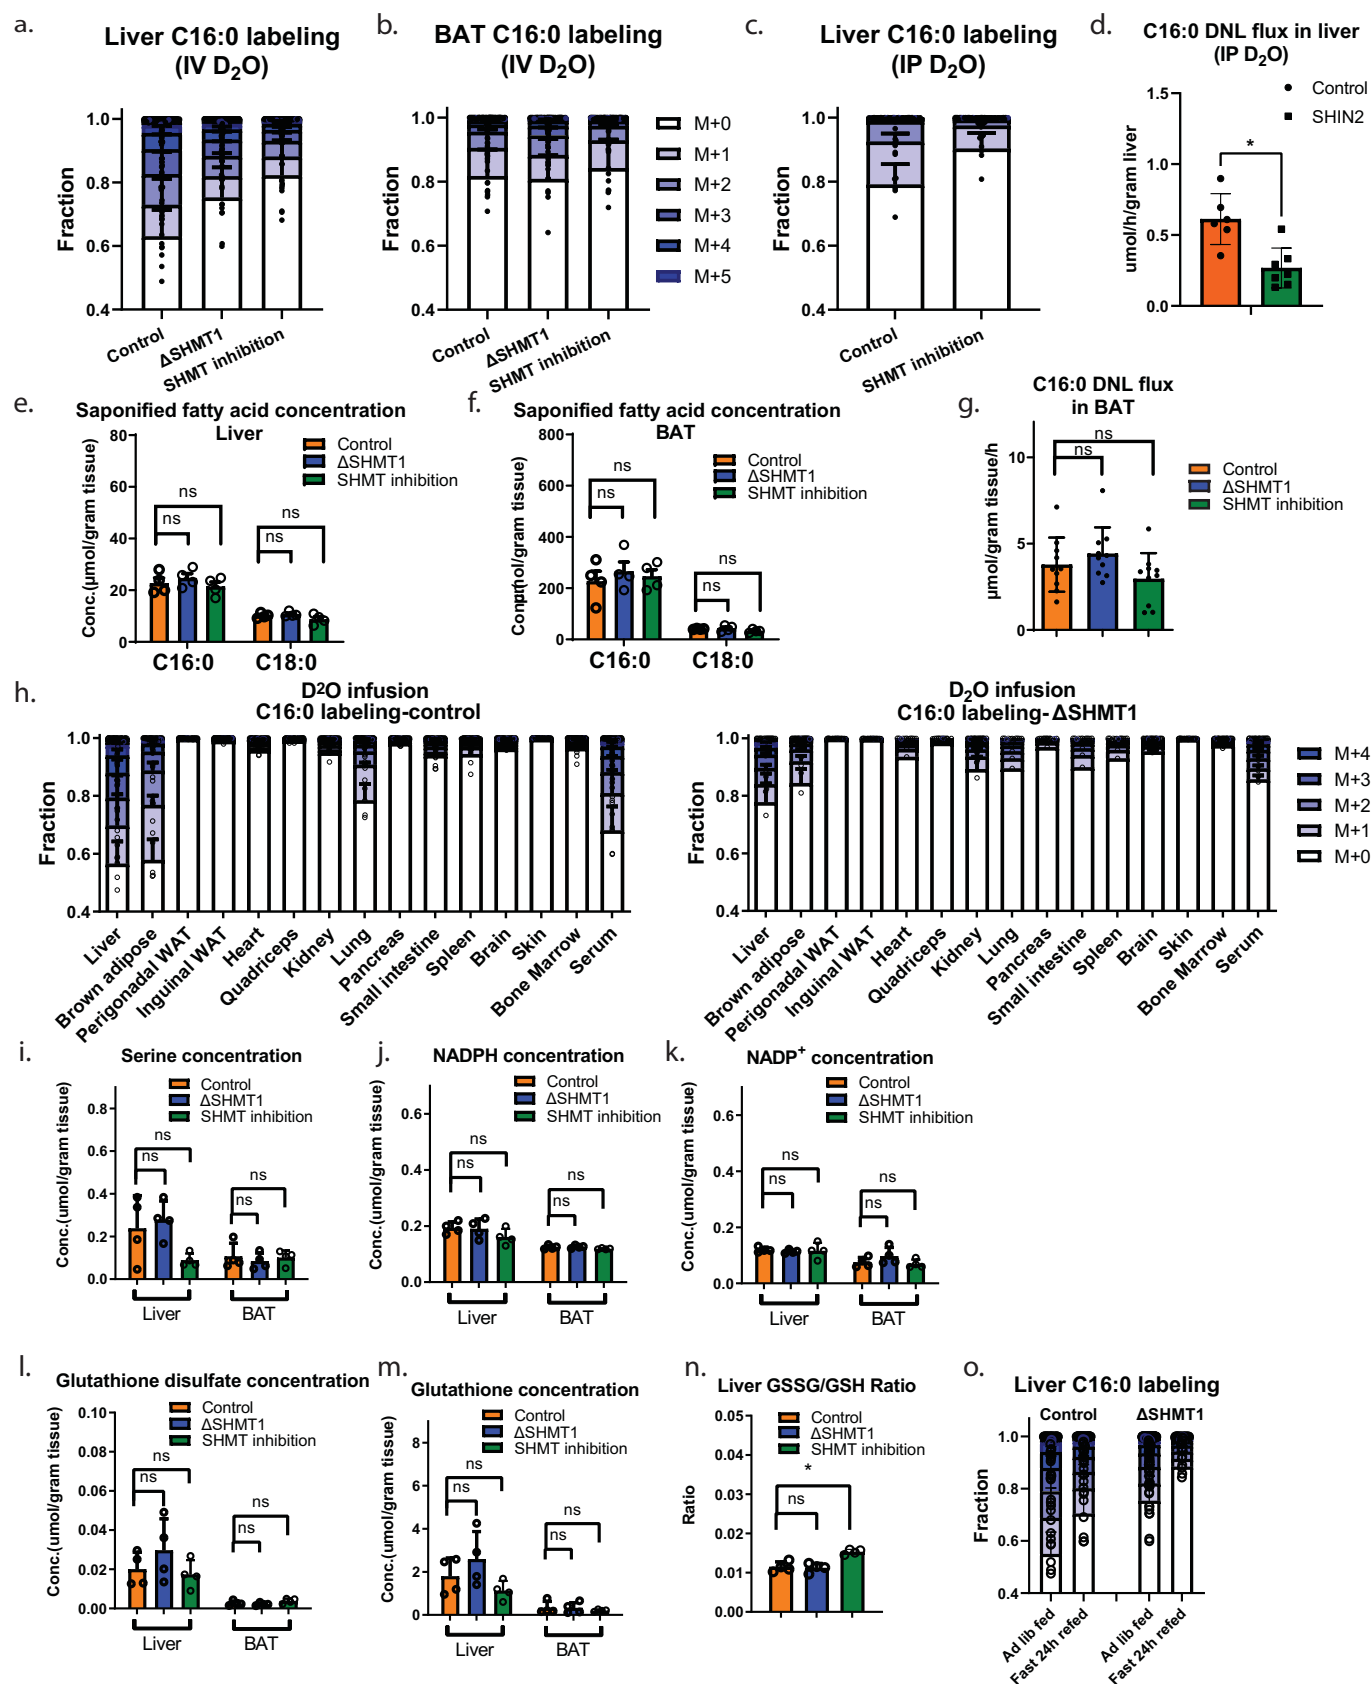 a.
Liver C16:0 labeling
(IV D₂O)
Fraction
1.0
0.8
0.6
0.4
Control
ΔSHMT1
SHMT inhibition
b.
BAT C16:0 labeling
(IV D₂O)
Fraction
1.0
0.8
0.6
0.4
Control
ΔSHMT1
SHMT inhibition
M+0
M+1
M+2
M+3
M+4
M+5
c.
Liver C16:0 labeling
(IP D₂O)
Fraction
1.0
0.8
0.6
0.4
Control
SHMT inhibition
d.
C16:0 DNL flux in liver
(IP D₂O)
umol/h/gram liver
1.5
1.0
0.5
0.0
Control
SHIN2
*
e.
Saponified fatty acid concentration
Liver
Conc.(μmol/gram tissue)
80
60
40
20
0
Control
ΔSHMT1
SHMT inhibition
ns
ns
ns
ns
C16:0
C18:0
f.
Saponified fatty acid concentration
BAT
/gram tissue)
800
600
400
200
0
Control
ΔSHMT1
SHMT inhibition
ns
ns
ns
ns
C16:0
C18:0
g.
C16:0 DNL flux
in BAT
μmol/gram tissue/h
10
5
0
ns
ns
Control
ΔSHMT1
SHMT inhibition
h.
D²O infusion
C16:0 labeling-control
Fraction
1.0
0.8
0.6
0.4
Liver
Brown adipose
Perigonadal WAT
Inguinal WAT
Heart
Quadriceps
Kidney
Lung
Pancreas
Small intestine
Spleen
Brain
Skin
Bone Marrow
Serum
D₂O infusion
C16:0 labeling-ΔSHMT1
Fraction
1.0
0.8
0.6
0.4
Liver
Brown adipose
Perigonadal WAT
Inguinal WAT
Heart
Quadriceps
Kidney
Lung
Pancreas
Small intestine
Spleen
Brain
Skin
Bone Marrow
Serum
M+4
M+3
M+2
M+1
M+0
i.
Serine concentration
Conc.(umol/gram tissue)
0.8
0.6
0.4
0.2
0.0
Control
ΔSHMT1
SHMT inhibition
ns
ns
ns
ns
Liver
BAT
j.
NADPH concentration
Conc.(umol/gram tissue)
0.6
0.4
0.2
0.0
Control
ΔSHMT1
SHMT inhibition
ns
ns
ns
ns
Liver
BAT
k.
NADP⁺ concentration
Conc.(umol/gram tissue)
0.6
0.4
0.2
0.0
Control
ΔSHMT1
SHMT inhibition
ns
ns
ns
ns
Liver
BAT
l.
Glutathione disulfate concentration
Conc.(umol/gram tissue)
0.10
0.08
0.06
0.04
0.02
0.00
Control
ΔSHMT1
SHMT inhibition
ns
ns
ns
ns
Liver
BAT
m.
Glutathione concentration
Conc.(umol/gram tissue)
8
6
4
2
0
Control
ΔSHMT1
SHMT inhibition
ns
ns
ns
ns
Liver
BAT
n.
Liver GSSG/GSH Ratio
Ratio
0.05
0.04
0.03
0.02
0.01
0.00
Control
ΔSHMT1
SHMT inhibition
*
ns
o.
Liver C16:0 labeling
Control
ΔSHMT1
Fraction
1.0
0.8
0.6
0.4
Ad lib fed
Fast 24h refed
Ad lib fed
Fast 24h refed